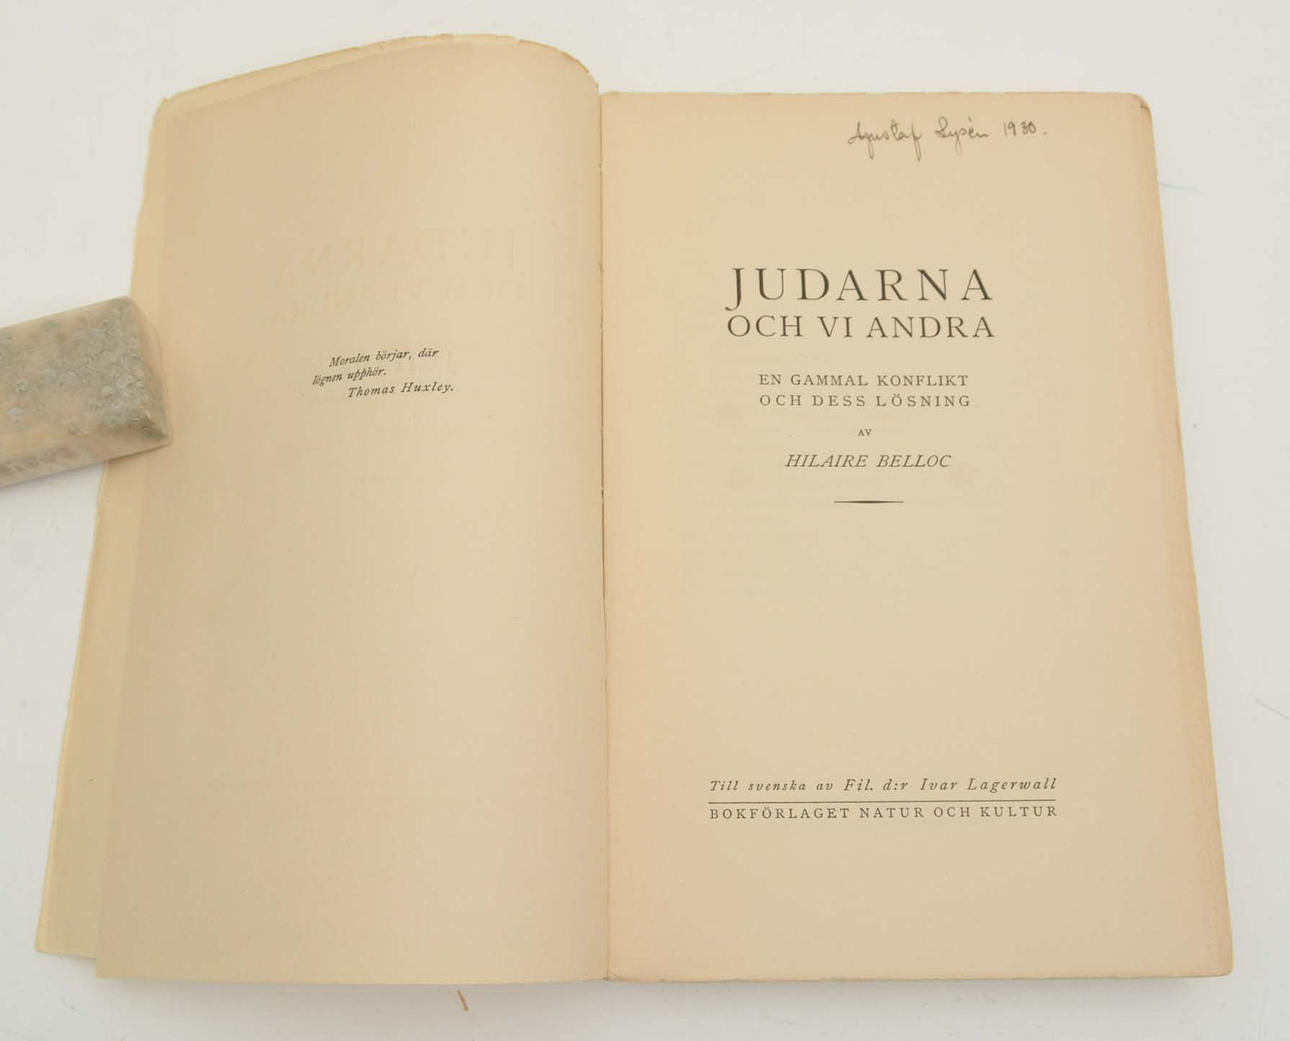 Moralen börjar, där
lögnen upphör.
Thomas Huxley.
Gustaf Lysén 1930.
JUDARNA
OCH VI ANDRA
EN GAMMAL KONFLIKT
OCH DESS LÖSNING
AV
HILAIRE BELLOC
Till svenska av Fil. d:r Ivar Lagerwall
BOKFÖRLAGET NATUR OCH KULTUR